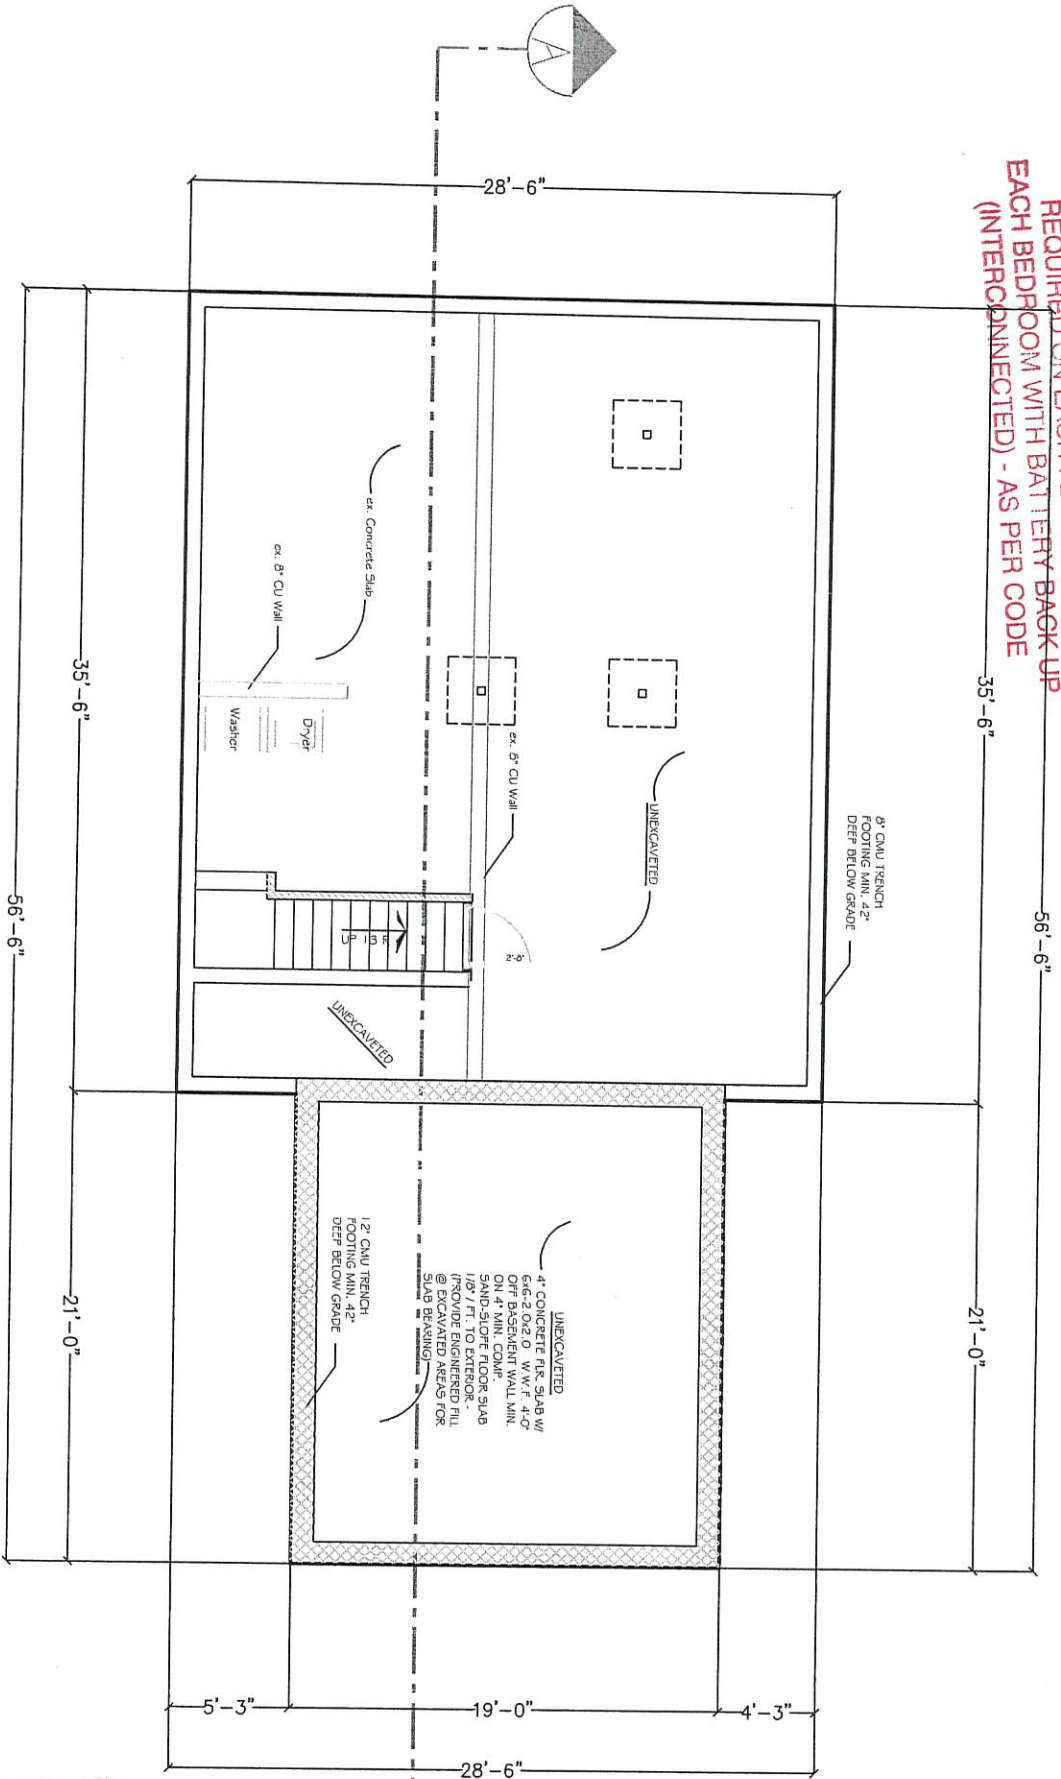 EACH BEDROOM WITH BATTERY BACK UP
(INTERCONNECTED) - AS PER CODE
A
28'-6"
56'-6"
35'-6"
21'-0"
8" CMU TRENCH
FOOTING MIN. 42"
DEEP BELOW GRADE
UNEXCAVETED
ex. 8" CU Wall
ex. Concrete Slab
ex. 8" CU Wall
Dryer
Washer
UP
UNEXCAVETED
UNEXCAVETED
4" CONCRETE FLR. SLAB W/
6x6-2.0x2.0 W.W.F. 4'-0"
OFF BASEMENT WALL MIN.
ON 4" MIN. COMP.
SAND-SLOPE FLOOR SLAB
1/8" / FT. TO EXTERIOR -
(PROVIDE ENGINEERED FILL
@ EXCAVATED AREAS FOR
SLAB BEARING)
12" CMU TRENCH
FOOTING MIN. 42"
DEEP BELOW GRADE
35'-6"
21'-0"
56'-6"
5'-3"
19'-0"
4'-3"
28'-6"